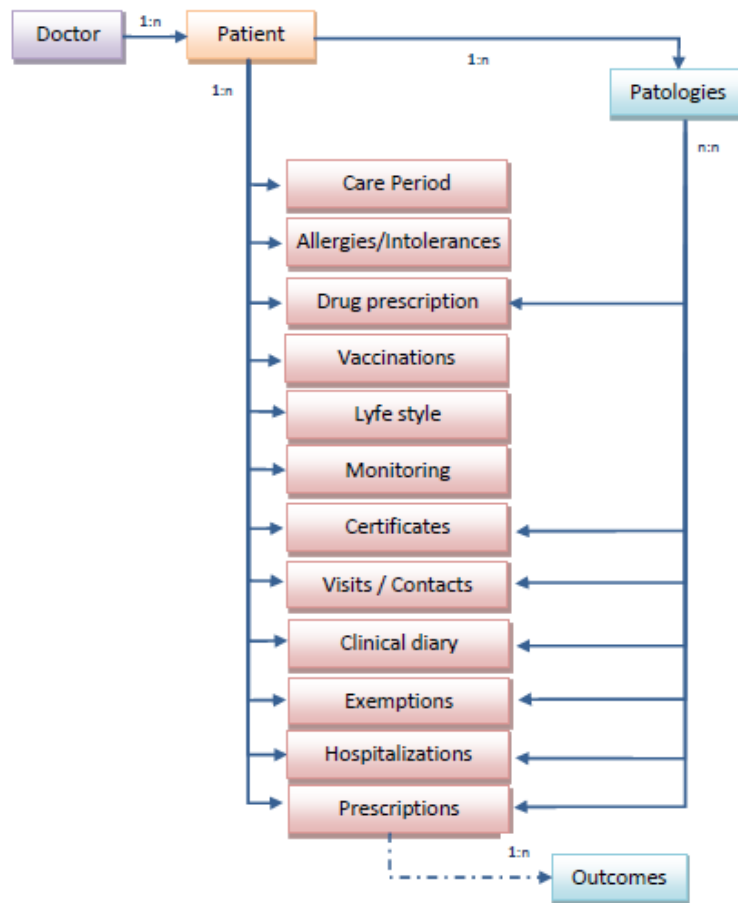 Doctor
1:n
Patient
1:n
1:n
Patologies
n:n
Care Period
Allergies/Intolerances
Drug prescription
Vaccinations
Lyfe style
Monitoring
Certificates
Visits / Contacts
Clinical diary
Exemptions
Hospitalizations
Prescriptions
1:n
Outcomes